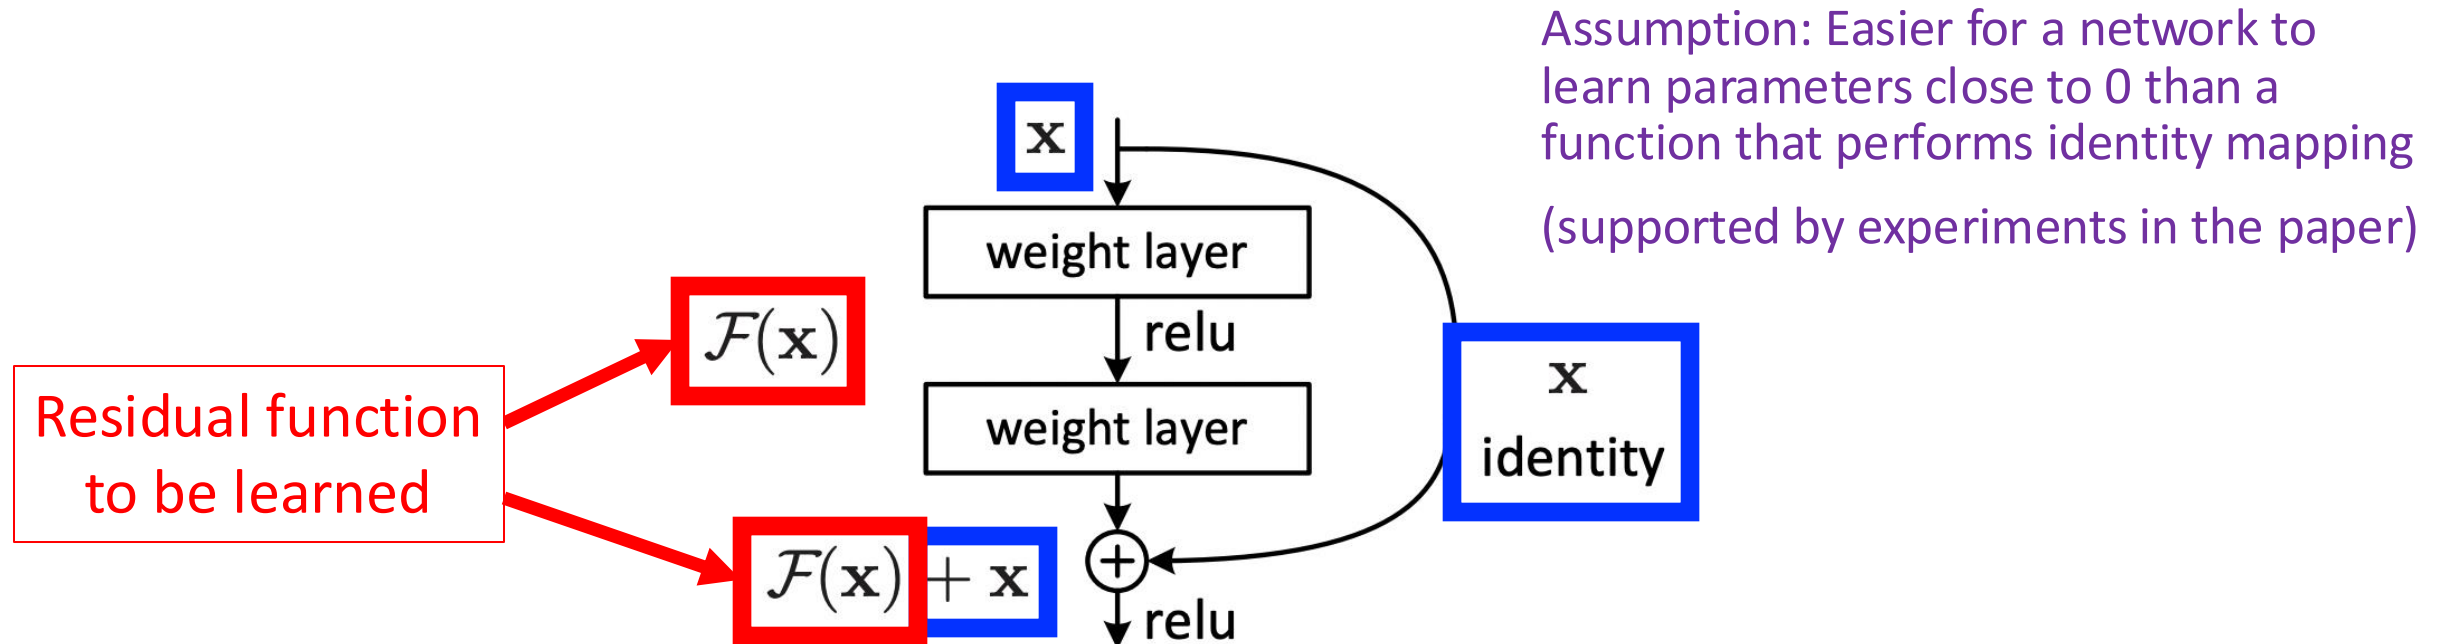 Assumption: Easier for a network to
learn parameters close to 0 than a
function that performs identity mapping
(supported by experiments in the paper)
x
weight layer
relu
F(x)
weight layer
x
identity
Residual function
to be learned
F(x) + x
+
relu